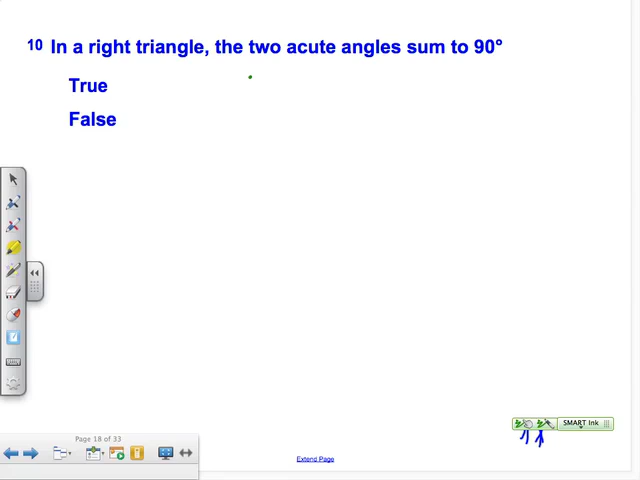 10 In a right triangle, the two acute angles sum to 90°
True
False
SMART Ink
Page 18 of 33
Extend Page